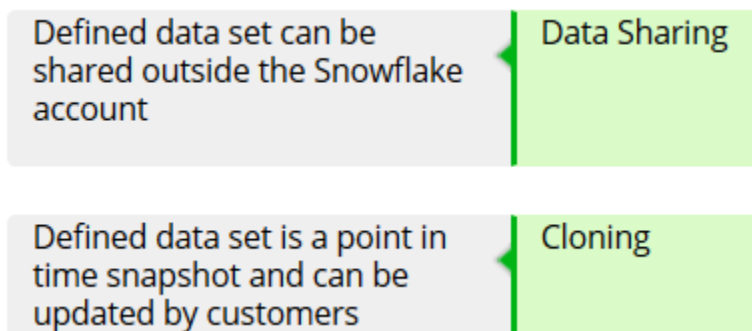 Defined data set can be
shared outside the Snowflake
account
Data Sharing
Defined data set is a point in
time snapshot and can be
updated by customers
Cloning